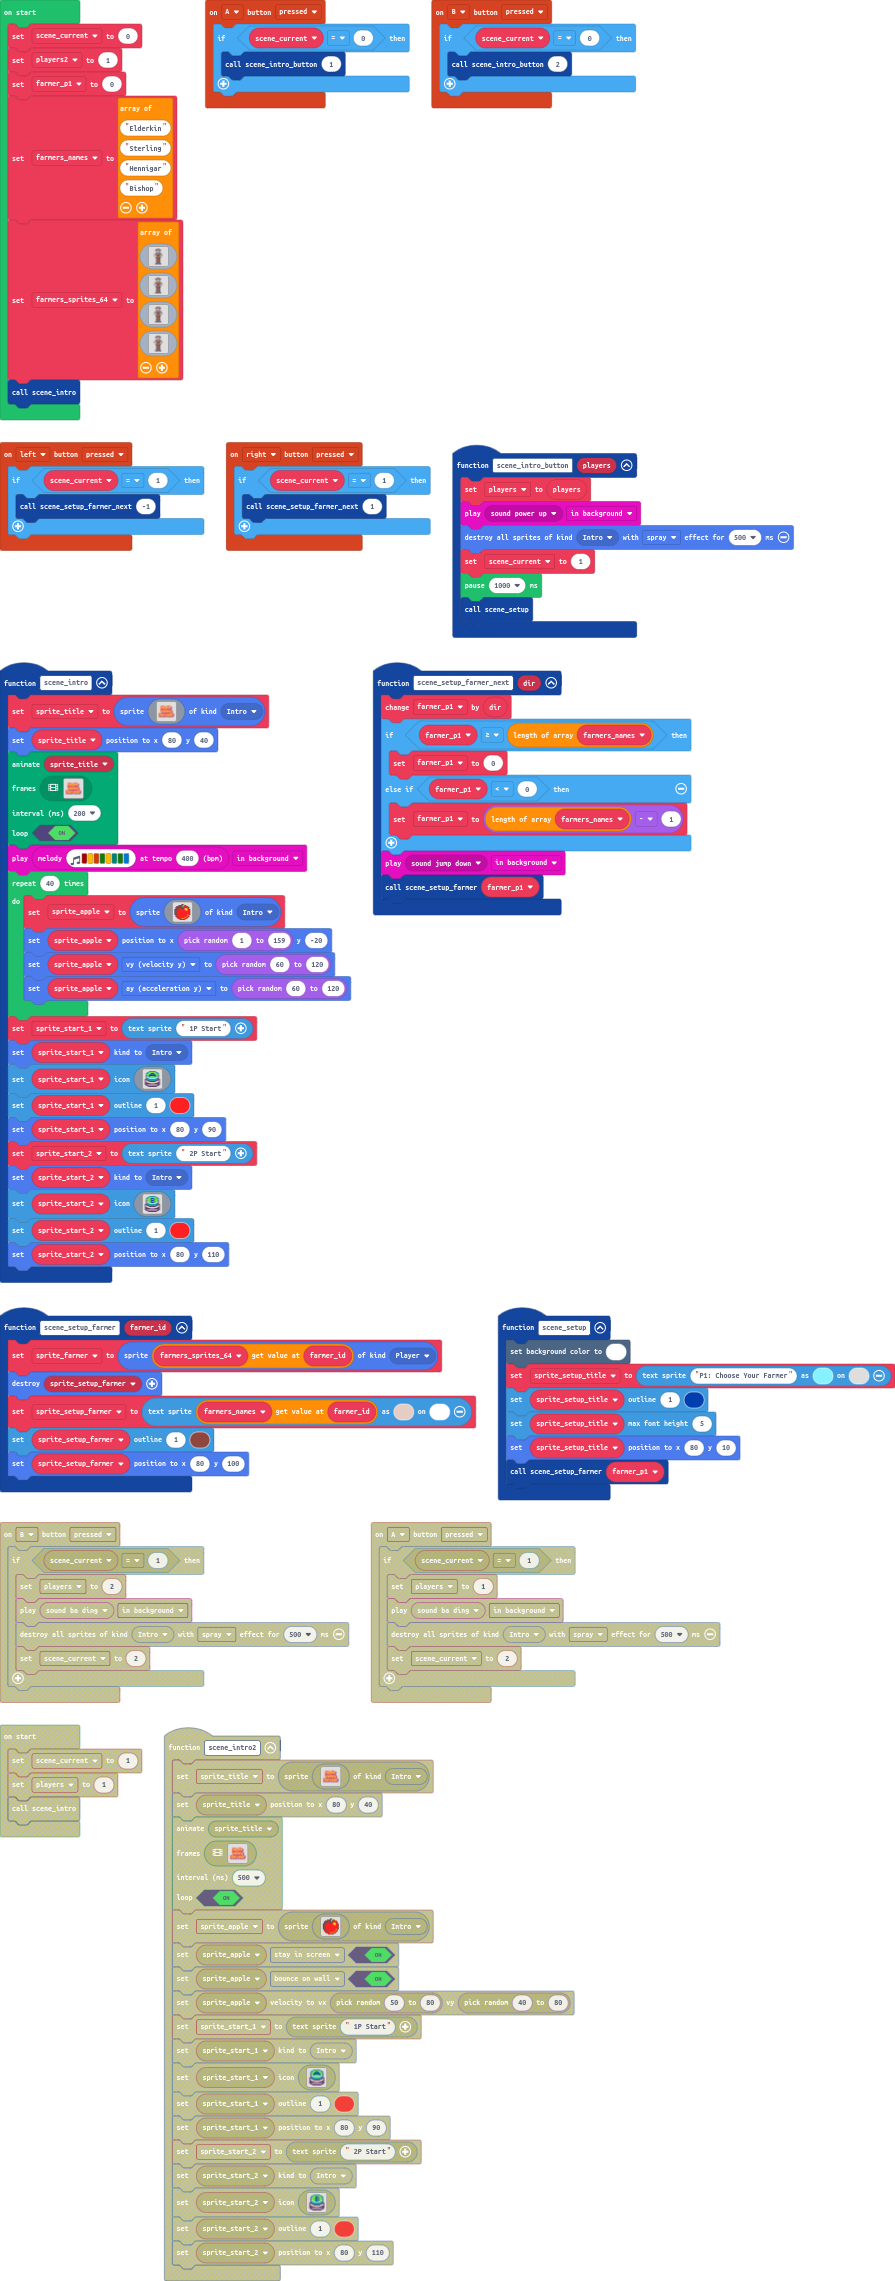 on start
set scene_current to 0
set players2 to 1
set farmer_p1 to 0
set farmers_names to array of
"Elderkin"
"Sterling"
"Hennigar"
"Bishop"
set farmers_sprites_64 to array of
call scene_intro
on A button pressed
if scene_current = 0 then
call scene_intro_button 1
on B button pressed
if scene_current = 0 then
call scene_intro_button 2
on left button pressed
if scene_current = 1 then
call scene_setup_farmer_next -1
on right button pressed
if scene_current = 1 then
call scene_setup_farmer_next 1
function scene_intro_button players
set players to players
play sound power up in background
destroy all sprites of kind Intro with spray effect for 500 ms
set scene_current to 1
pause 1000 ms
call scene_setup
function scene_intro
set sprite_title to sprite of kind Intro
set sprite_title position to x 80 y 40
animate sprite_title
frames
interval (ms) 200
loop ON
play melody at tempo 400 (bpm) in background
repeat 40 times
do
set sprite_apple to sprite of kind Intro
set sprite_apple position to x pick random 1 to 159 y -20
set sprite_apple vy (velocity y) to pick random 60 to 120
set sprite_apple ay (acceleration y) to pick random 60 to 120
set sprite_start_1 to text sprite " 1P Start"
set sprite_start_1 kind to Intro
set sprite_start_1 icon
set sprite_start_1 outline 1
set sprite_start_1 position to x 80 y 90
set sprite_start_2 to text sprite " 2P Start"
set sprite_start_2 kind to Intro
set sprite_start_2 icon
set sprite_start_2 outline 1
set sprite_start_2 position to x 80 y 110
function scene_setup_farmer_next dir
change farmer_p1 by dir
if farmer_p1 ≥ length of array farmers_names then
set farmer_p1 to 0
else if farmer_p1 < 0 then
set farmer_p1 to length of array farmers_names - 1
play sound jump down in background
call scene_setup_farmer farmer_p1
function scene_setup_farmer farmer_id
set sprite_farmer to sprite farmers_sprites_64 get value at farmer_id of kind Player
destroy sprite_setup_farmer
set sprite_setup_farmer to text sprite farmers_names get value at farmer_id as on
set sprite_setup_farmer outline 1
set sprite_setup_farmer position to x 80 y 100
function scene_setup
set background color to
set sprite_setup_title to text sprite "P1: Choose Your Farmer" as on
set sprite_setup_title outline 1
set sprite_setup_title max font height 5
set sprite_setup_title position to x 80 y 10
call scene_setup_farmer farmer_p1
on B button pressed
if scene_current = 1 then
set players to 2
play sound ba ding in background
destroy all sprites of kind Intro with spray effect for 500 ms
set scene_current to 2
on A button pressed
if scene_current = 1 then
set players to 1
play sound ba ding in background
destroy all sprites of kind Intro with spray effect for 500 ms
set scene_current to 2
on start
set scene_current to 1
set players to 1
call scene_intro
function scene_intro2
set sprite_title to sprite of kind Intro
set sprite_title position to x 80 y 40
animate sprite_title
frames
interval (ms) 500
loop ON
set sprite_apple to sprite of kind Intro
set sprite_apple stay in screen ON
set sprite_apple bounce on wall ON
set sprite_apple velocity to vx pick random 50 to 80 vy pick random 40 to 80
set sprite_start_1 to text sprite " 1P Start"
set sprite_start_1 kind to Intro
set sprite_start_1 icon
set sprite_start_1 outline 1
set sprite_start_1 position to x 80 y 90
set sprite_start_2 to text sprite " 2P Start"
set sprite_start_2 kind to Intro
set sprite_start_2 icon
set sprite_start_2 outline 1
set sprite_start_2 position to x 80 y 110